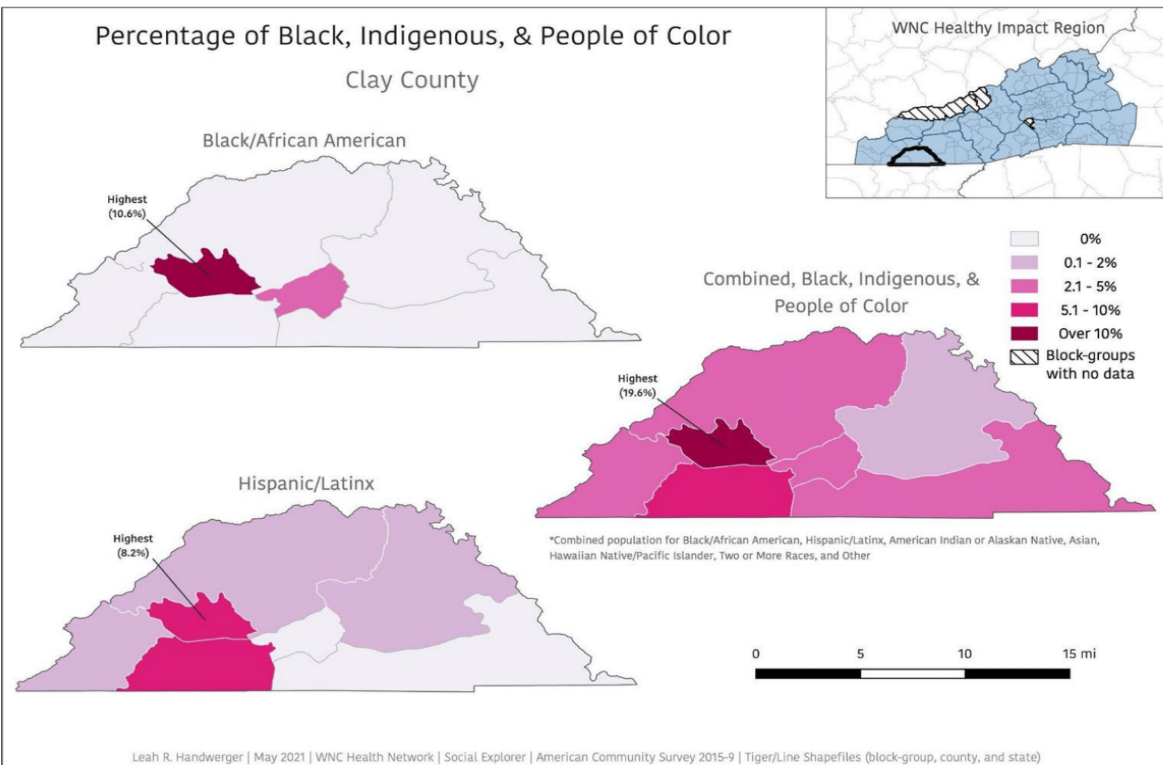 Percentage of Black, Indigenous, & People of Color
Clay County
WNC Healthy Impact Region
Black/African American
Highest
(10.6%)
0%
0.1 - 2%
2.1 - 5%
5.1 - 10%
Over 10%
Block-groups
with no data
Combined, Black, Indigenous, &
People of Color
Highest
(19.6%)
*Combined population for Black/African American, Hispanic/Latinx, American Indian or Alaskan Native, Asian,
Hawaiian Native/Pacific Islander, Two or More Races, and Other
Hispanic/Latinx
Highest
(8.2%)
0 5 10 15 mi
Leah R. Handwerger | May 2021 | WNC Health Network | Social Explorer | American Community Survey 2015-9 | Tiger/Line Shapefiles (block-group, county, and state)